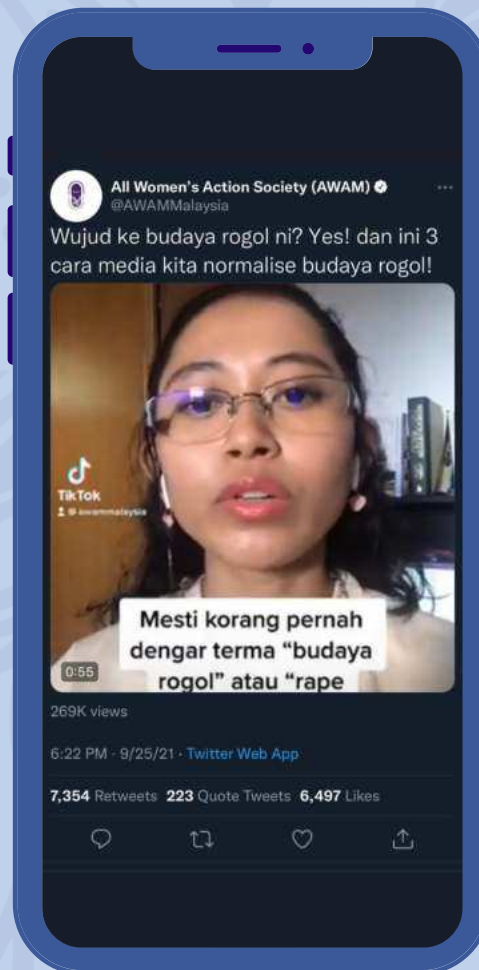 All Women's Action Society (AWAM)
@AWAMMalaysia
Wujud ke budaya rogol ni? Yes! dan ini 3
cara media kita normalise budaya rogol!
TikTok
@awammalaysia
Mesti korang pernah
dengar terma "budaya
rogol" atau "rape
0:55
269K views
6:22 PM · 9/25/21 · Twitter Web App
7,354 Retweets 223 Quote Tweets 6,497 Likes